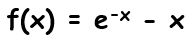 f(x) = e⁻ˣ - x